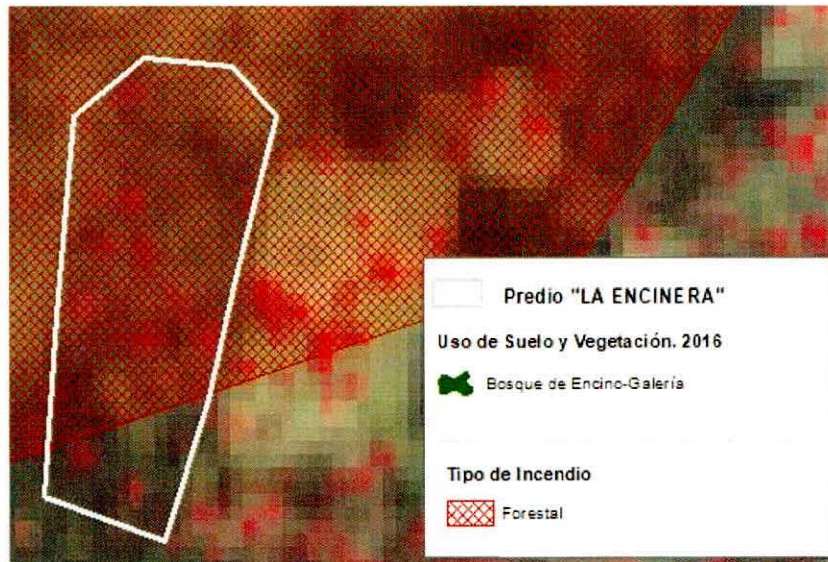 Predio "LA ENCINERA"
Uso de Suelo y Vegetación. 2016
Bosque de Encino-Galería
Tipo de Incendio
Forestal